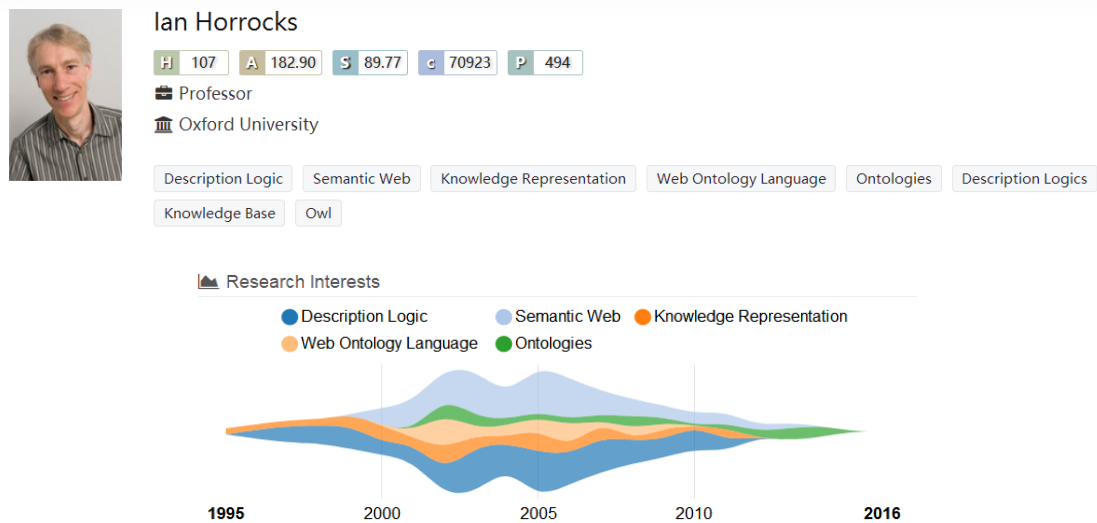 Ian Horrocks
H 107 A 182.90 S 89.77 c 70923 P 494
Professor
Oxford University
Description Logic Semantic Web Knowledge Representation Web Ontology Language Ontologies Description Logics
Knowledge Base Owl
Research Interests
Description Logic Semantic Web Knowledge Representation
Web Ontology Language Ontologies
1995 2000 2005 2010 2016